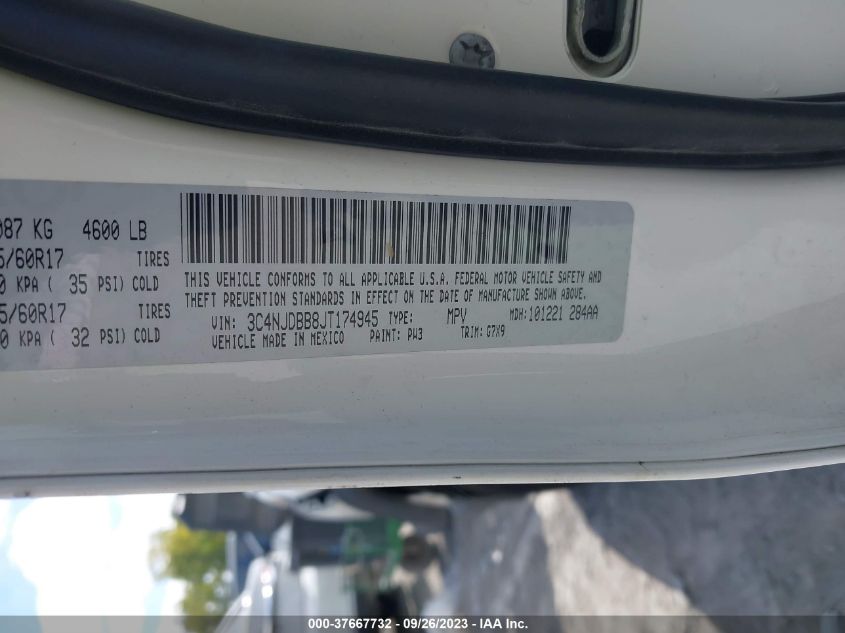 087 KG 4600 LB
5/60R17 TIRES
0 KPA ( 35 PSI) COLD
5/60R17 TIRES
0 KPA ( 32 PSI) COLD
THIS VEHICLE CONFORMS TO ALL APPLICABLE U.S.A. FEDERAL MOTOR VEHICLE SAFETY AND
THEFT PREVENTION STANDARDS IN EFFECT ON THE DATE OF MANUFACTURE SHOWN ABOVE.
VIN: 3C4NJDBB8JT174945 TYPE: MPV MDH:101221 284AA
VEHICLE MADE IN MEXICO PAINT: PW3 TRIM: G7X9
000-37667732 - 09/26/2023 - IAA Inc.